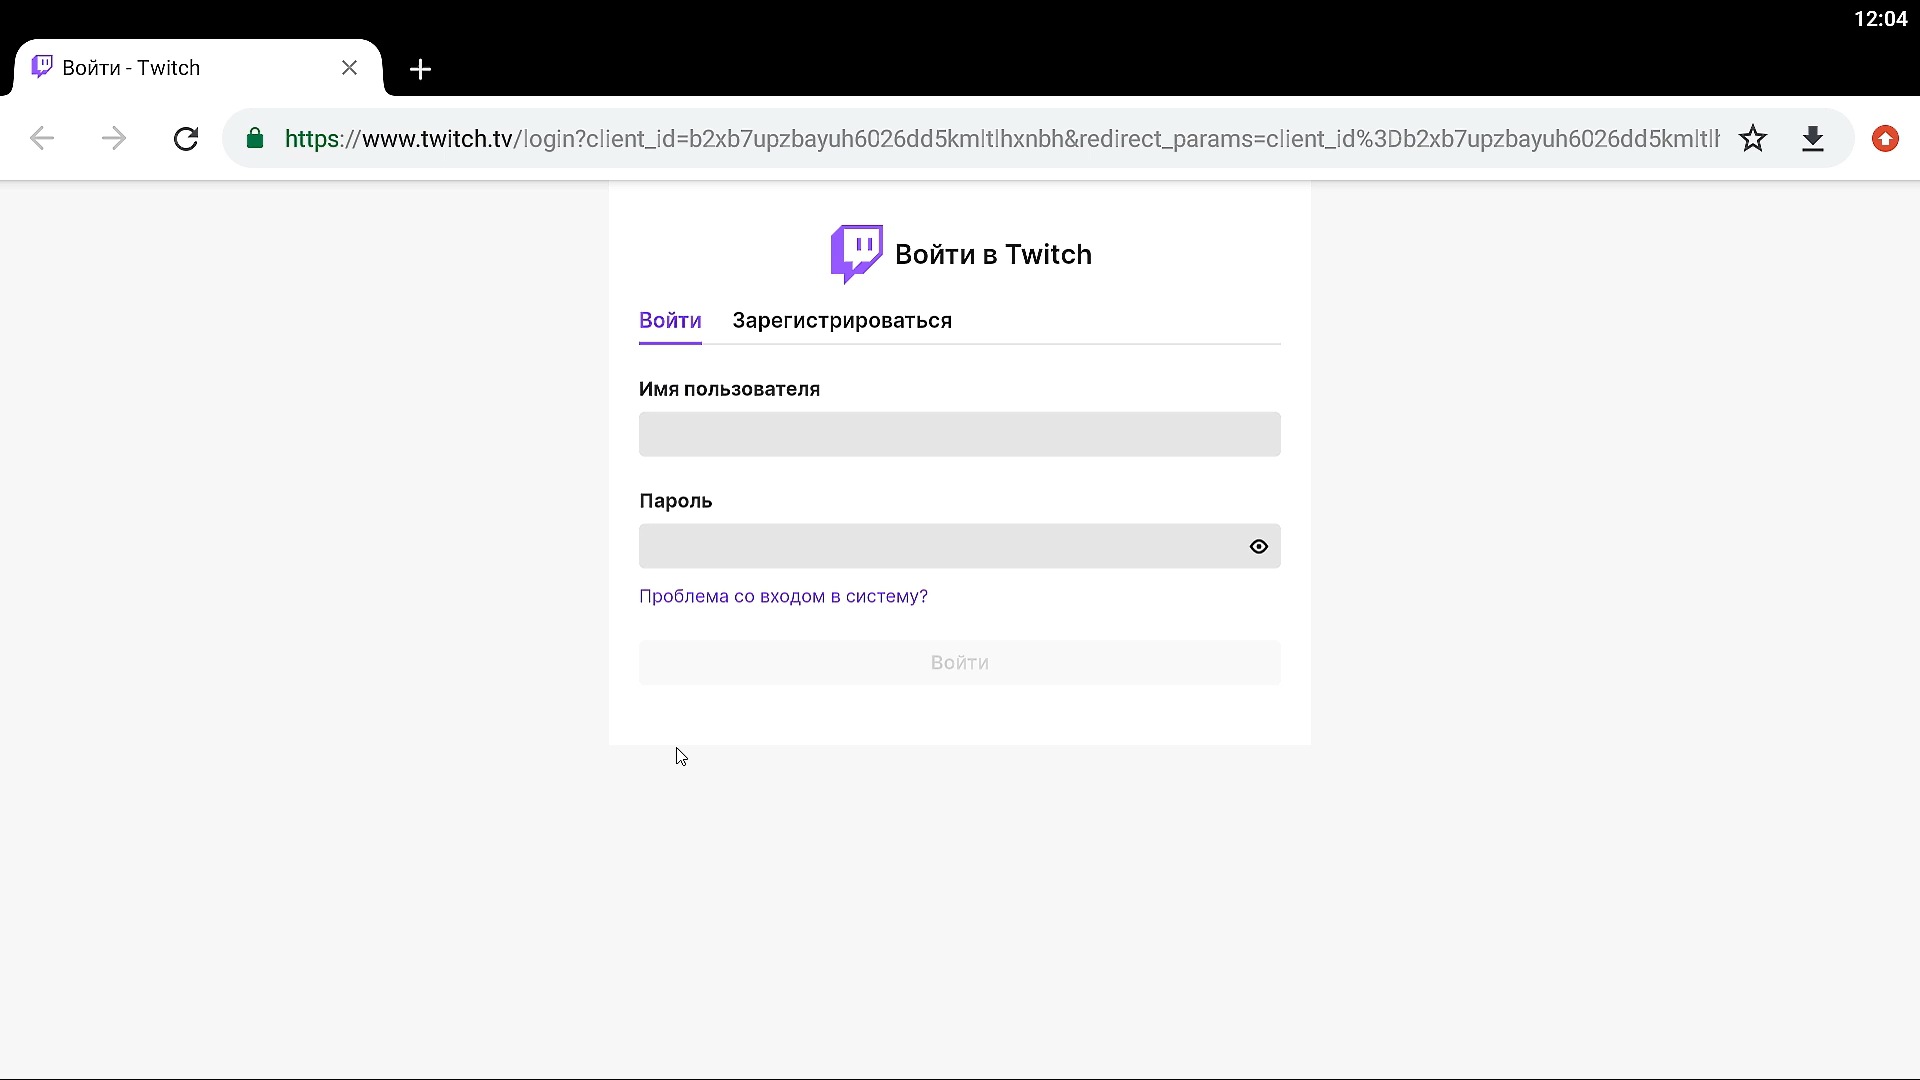 12:04
Войти - Twitch
https://www.twitch.tv/login?client_id=b2xb7upzbayuh6026dd5kmltlhxnbh&redirect_params=client_id%3Db2xb7upzbayuh6026dd5kmltlh
Войти в Twitch
Войти Зарегистрироваться
Имя пользователя
Пароль
Проблема со входом в систему?
Войти